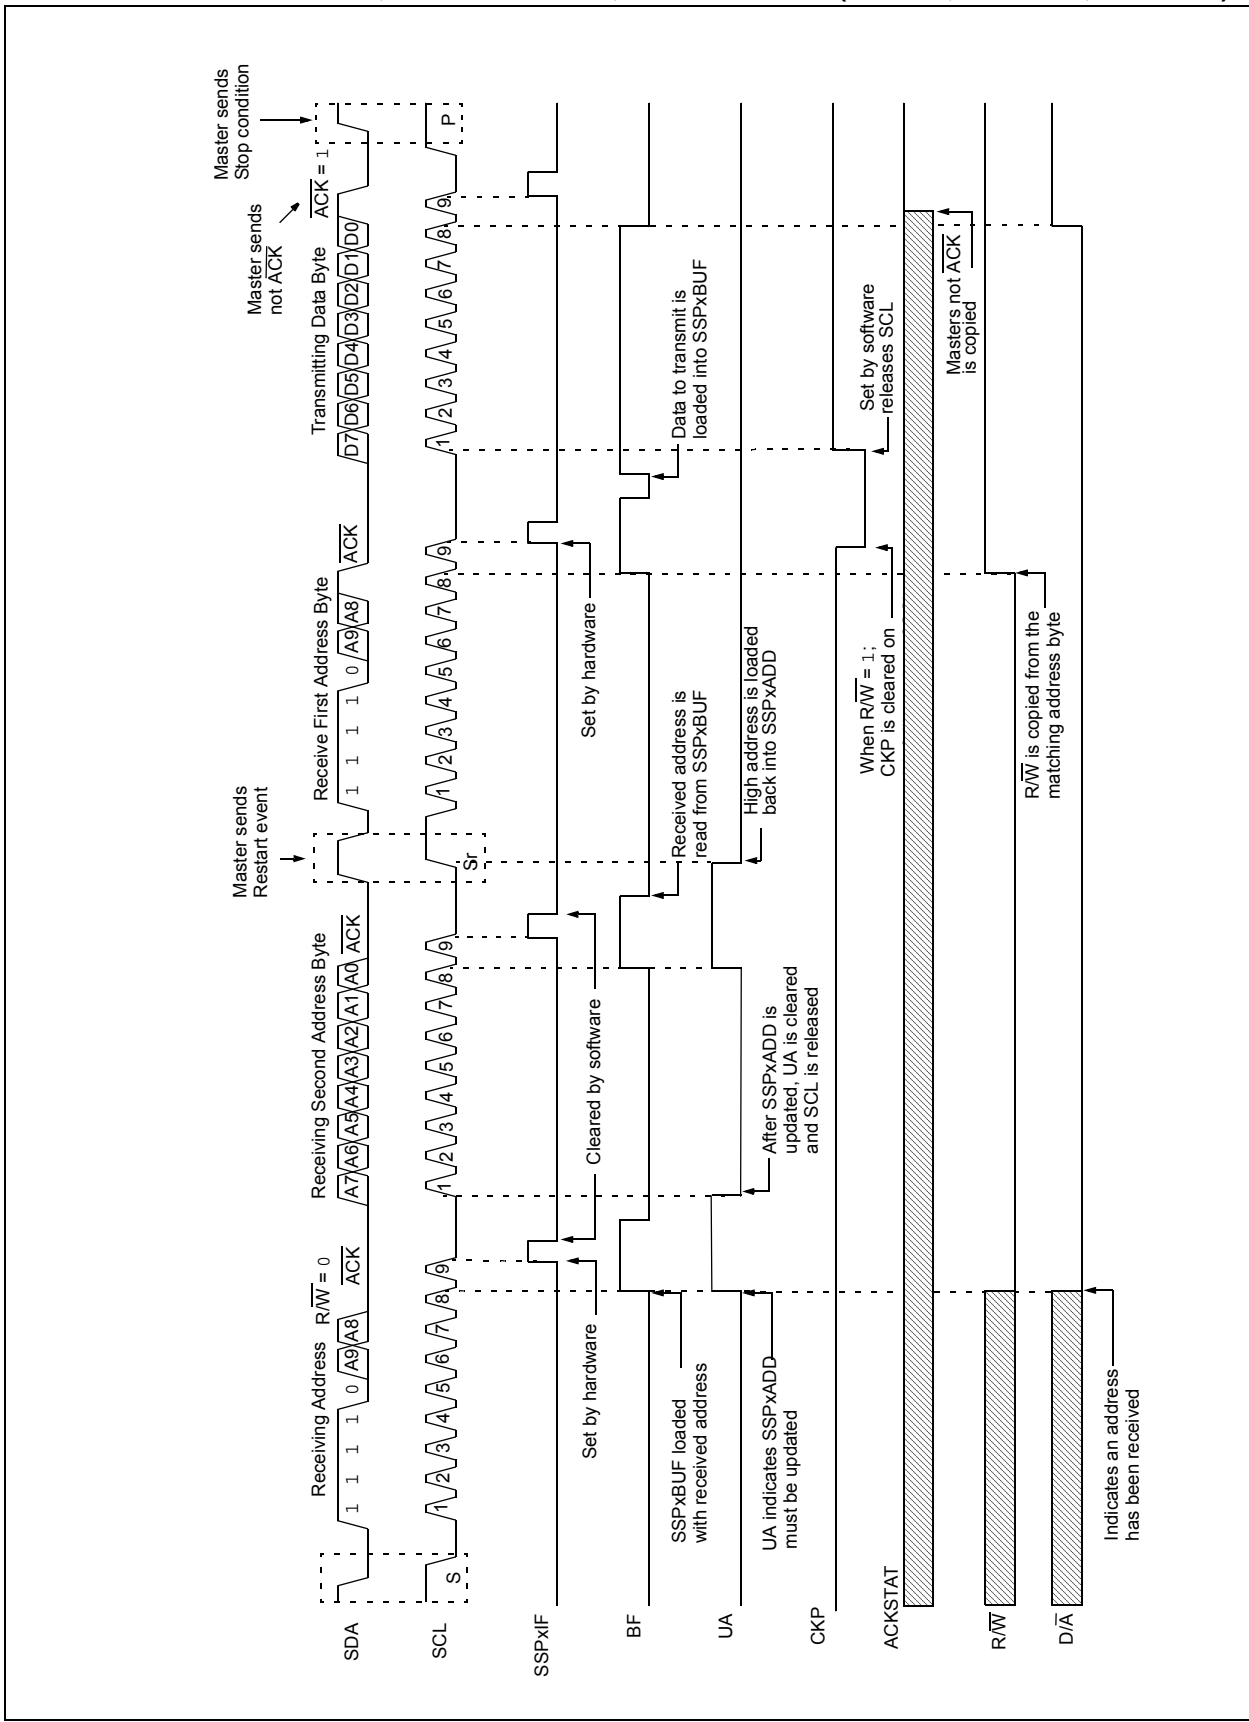 Master sends
Stop condition
Master sends
not ACK
Master sends
Restart event
Receiving Address R/W = 0
ACK
Receiving Second Address Byte
ACK
Receive First Address Byte
ACK
Transmitting Data Byte
ACK = 1
SDA
1 1 1 1 0 A9 A8
A7 A6 A5 A4 A3 A2 A1 A0
1 1 1 1 0 A9 A8
D7 D6 D5 D4 D3 D2 D1 D0
SCL
S
1 2 3 4 5 6 7 8 9
1 2 3 4 5 6 7 8 9
Sr
1 2 3 4 5 6 7 8 9
1 2 3 4 5 6 7 8 9
P
SSPxIF
Set by hardware
Cleared by software
Set by hardware
BF
SSPxBUF loaded
with received address
Received address is
read from SSPxBUF
Data to transmit is
loaded into SSPxBUF
UA
UA indicates SSPxADD
must be updated
After SSPxADD is
updated, UA is cleared
and SCL is released
High address is loaded
back into SSPxADD
CKP
When R/W = 1;
CKP is cleared on
Set by software
releases SCL
ACKSTAT
Masters not ACK
is copied
R/W
R/W is copied from the
matching address byte
D/A
Indicates an address
has been received